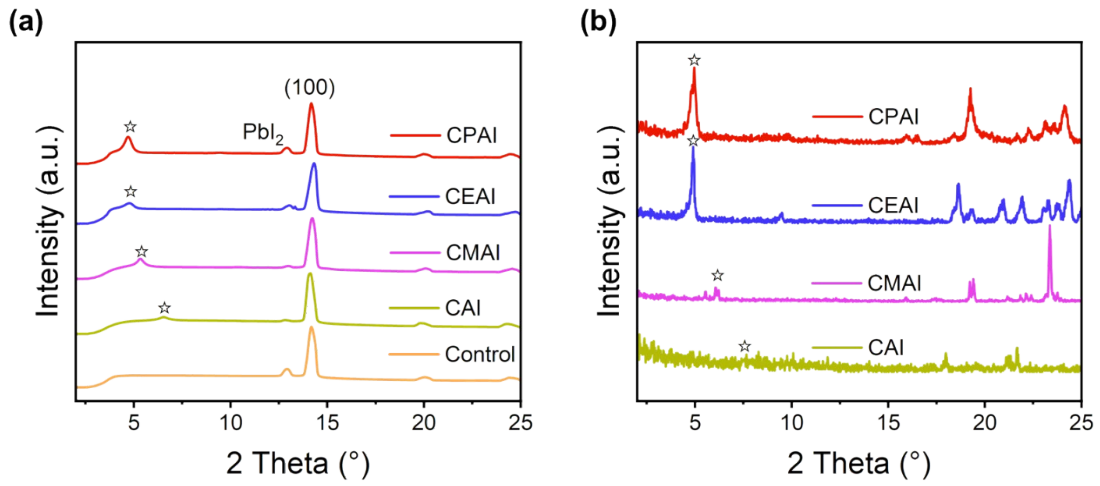 (a)
Intensity (a.u.)
☆
☆
☆
☆
PbI₂
(100)
CPAI
CEAI
CMAI
CAI
Control
5
10
15
20
25
2 Theta (°)
(b)
Intensity (a.u.)
☆
☆
☆
☆
CPAI
CEAI
CMAI
CAI
5
10
15
20
25
2 Theta (°)